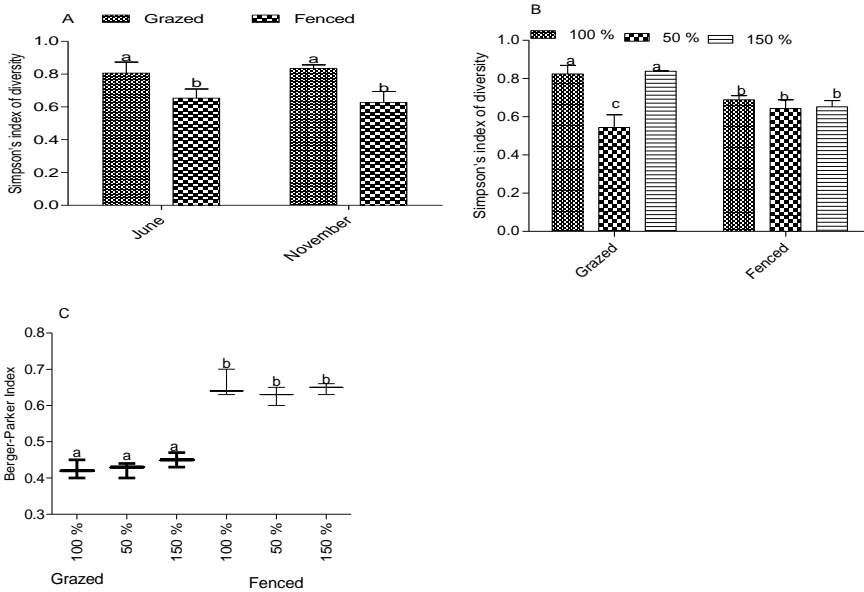 A Grazed Fenced
Simpson's index of diversity
1.0
0.8
0.6
0.4
0.2
0.0
a
b
a
b
June
November
B
100 % 50 % 150 %
Simpson's index of diversity
1.0
0.8
0.6
0.4
0.2
0.0
a
c
a
b
b
b
Grazed
Fenced
C
Berger-Parker Index
0.8
0.7
0.6
0.5
0.4
0.3
a
a
a
b
b
b
100 %
50 %
150 %
100 %
50 %
150 %
Grazed
Fenced